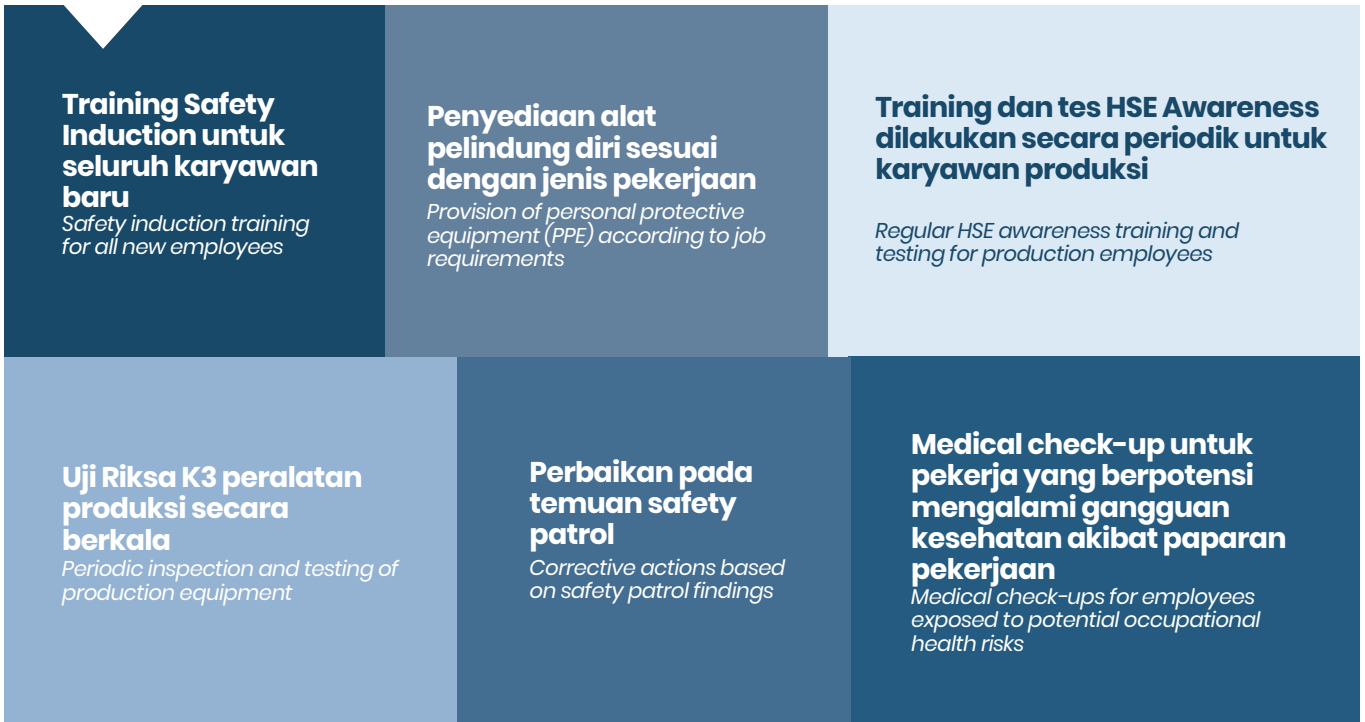 Training Safety
Induction untuk
seluruh karyawan
baru
Safety induction training
for all new employees
Penyediaan alat
pelindung diri sesuai
dengan jenis pekerjaan
Provision of personal protective
equipment (PPE) according to job
requirements
Training dan tes HSE Awareness
dilakukan secara periodik untuk
karyawan produksi
Regular HSE awareness training and
testing for production employees
Uji Riksa K3 peralatan
produksi secara
berkala
Periodic inspection and testing of
production equipment
Perbaikan pada
temuan safety
patrol
Corrective actions based
on safety patrol findings
Medical check-up untuk
pekerja yang berpotensi
mengalami gangguan
kesehatan akibat paparan
pekerjaan
Medical check-ups for employees
exposed to potential occupational
health risks